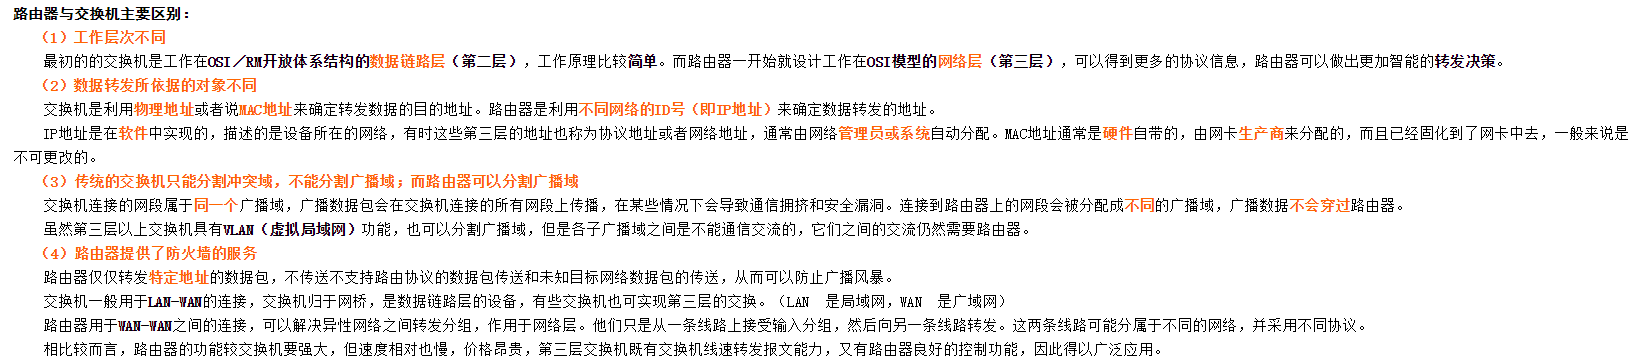 路由器与交换机主要区别：
（1）工作层次不同
最初的的交换机是工作在OSI／RM开放体系结构的数据链路层（第二层），工作原理比较简单。而路由器一开始就设计工作在OSI模型的网络层（第三层），可以得到更多的协议信息，路由器可以做出更加智能的转发决策。
（2）数据转发所依据的对象不同
交换机是利用物理地址或者说MAC地址来确定转发数据的目的地址。路由器是利用不同网络的ID号（即IP地址）来确定数据转发的地址。
IP地址是在软件中实现的，描述的是设备所在的网络，有时这些第三层的地址也称为协议地址或者网络地址，通常由网络管理员或系统自动分配。MAC地址通常是硬件自带的，由网卡生产商来分配的，而且已经固化到了网卡中去，一般来说是
不可更改的。
（3）传统的交换机只能分割冲突域，不能分割广播域；而路由器可以分割广播域
交换机连接的网段属于同一个广播域，广播数据包会在交换机连接的所有网段上传播，在某些情况下会导致通信拥挤和安全漏洞。连接到路由器上的网段会被分配成不同的广播域，广播数据不会穿过路由器。
虽然第三层以上交换机具有VLAN（虚拟局域网）功能，也可以分割广播域，但是各子广播域之间是不能通信交流的，它们之间的交流仍然需要路由器。
（4）路由器提供了防火墙的服务
路由器仅仅转发特定地址的数据包，不传送不支持路由协议的数据包传送和未知目标网络数据包的传送，从而可以防止广播风暴。
交换机一般用于LAN-WAN的连接，交换机归于网桥，是数据链路层的设备，有些交换机也可实现第三层的交换。（LAN 是局域网，WAN 是广域网）
路由器用于WAN-WAN之间的连接，可以解决异性网络之间转发分组，作用于网络层。他们只是从一条线路上接受输入分组，然后向另一条线路转发。这两条线路可能分属于不同的网络，并采用不同协议。
相比较而言，路由器的功能较交换机要强大，但速度相对也慢，价格昂贵，第三层交换机既有交换机线速转发报文能力，又有路由器良好的控制功能，因此得以广泛应用。